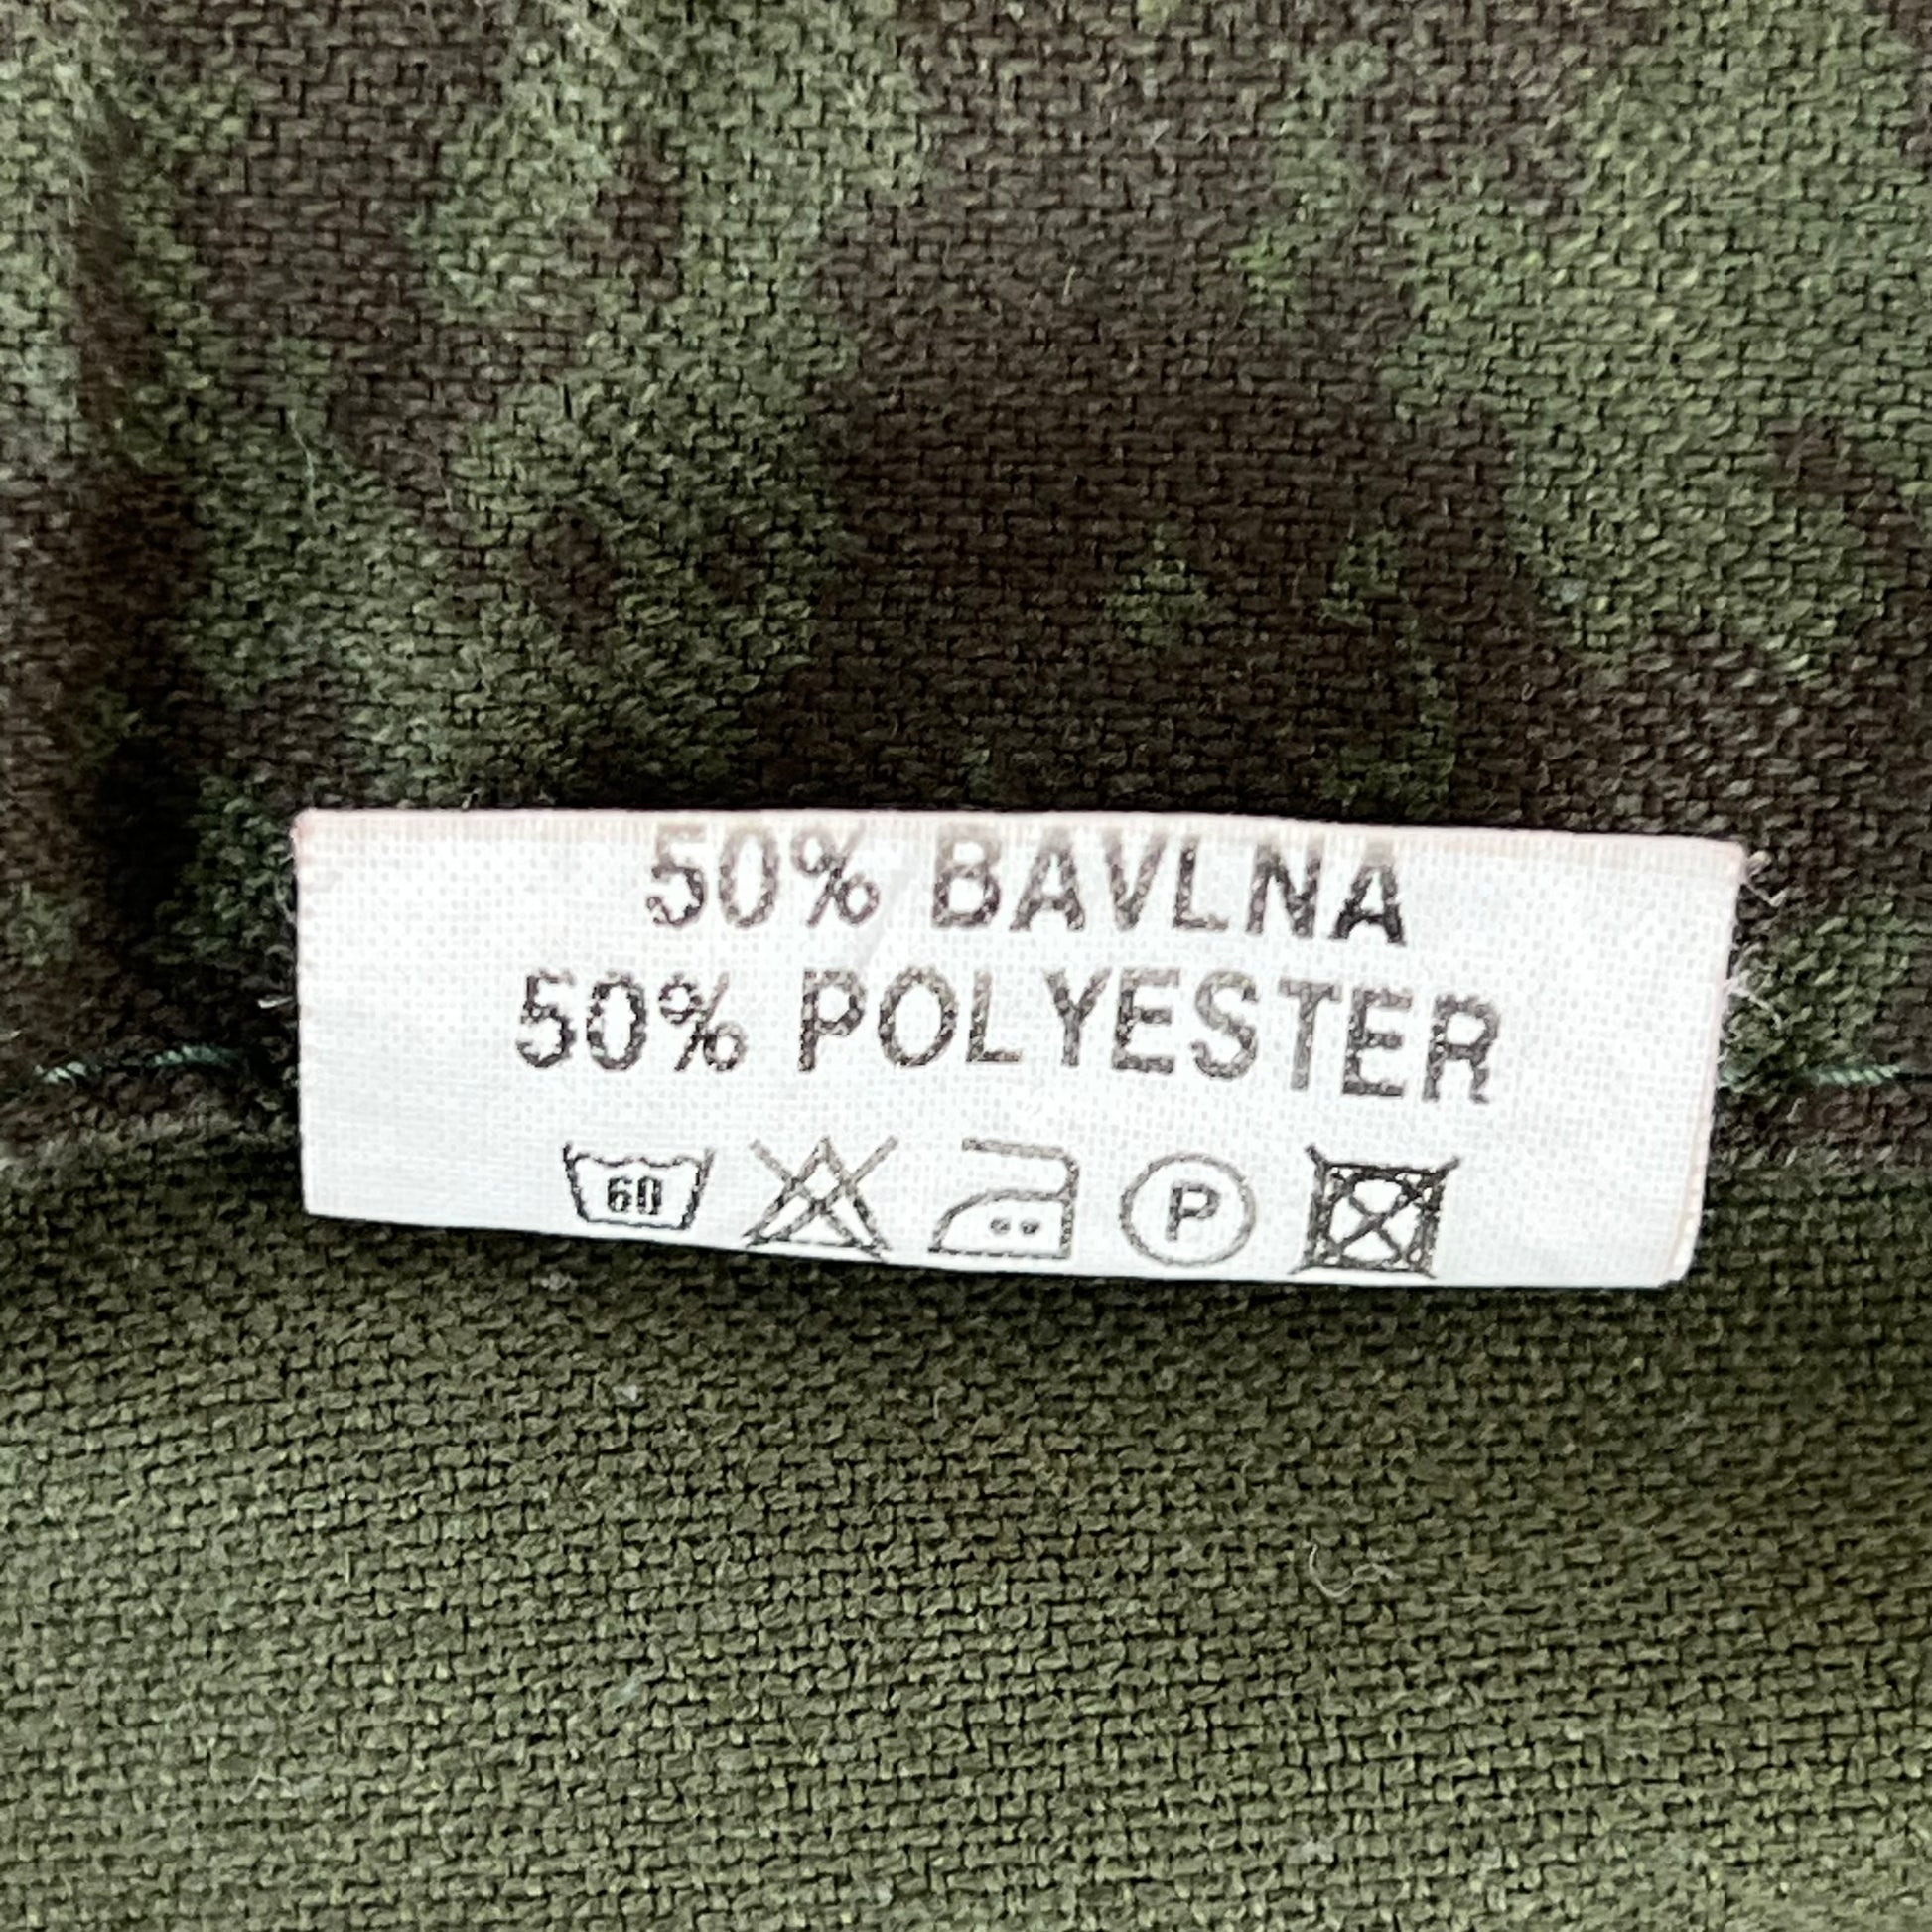 50% BAVLNA
50% POLYESTER
60 P